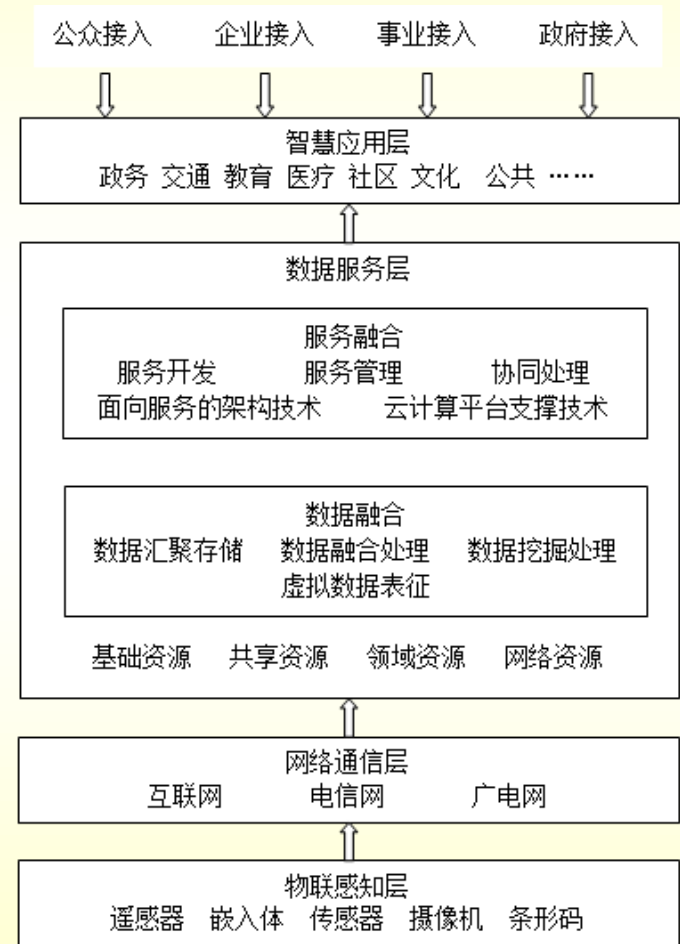 公众接入 企业接入 事业接入 政府接入
智慧应用层
政务 交通 教育 医疗 社区 文化 公共 ……
数据服务层
服务融合
服务开发 服务管理 协同处理
面向服务的架构技术 云计算平台支撑技术
数据融合
数据汇聚存储 数据融合处理 数据挖掘处理
虚拟数据表征
基础资源 共享资源 领域资源 网络资源
网络通信层
互联网 电信网 广电网
物联感知层
遥感器 嵌入体 传感器 摄像机 条形码